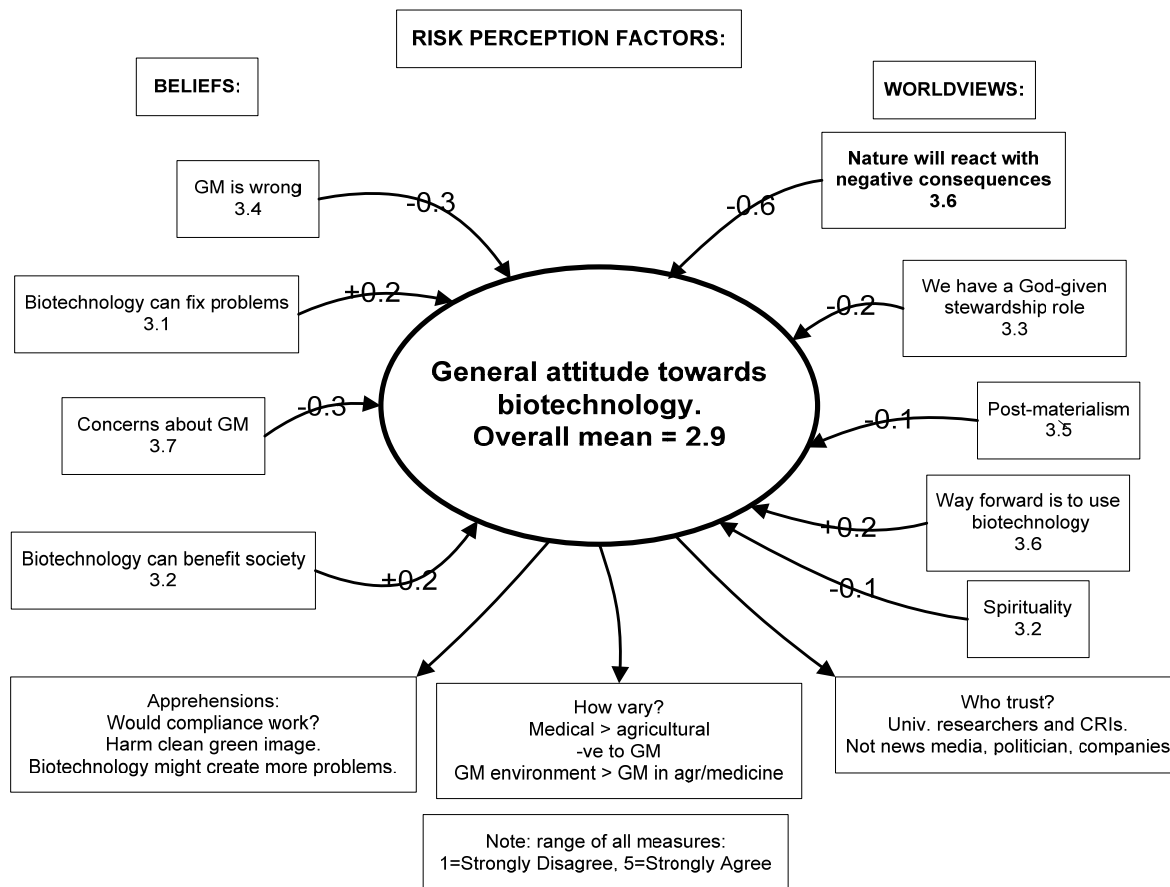 RISK PERCEPTION FACTORS:
BELIEFS:
WORLDVIEWS:
GM is wrong
3.4
-0.3
Biotechnology can fix problems
3.1
+0.2
Concerns about GM
3.7
-0.3
Biotechnology can benefit society
3.2
+0.2
Nature will react with
negative consequences
3.6
-0.6
We have a God-given
stewardship role
3.3
-0.2
Post-materialism
3.5
-0.1
Way forward is to use
biotechnology
3.6
+0.2
Spirituality
3.2
-0.1
General attitude towards
biotechnology.
Overall mean = 2.9
Apprehensions:
Would compliance work?
Harm clean green image.
Biotechnology might create more problems.
How vary?
Medical > agricultural
-ve to GM
GM environment > GM in agr/medicine
Who trust?
Univ. researchers and CRIs.
Not news media, politician, companies
Note: range of all measures:
1=Strongly Disagree, 5=Strongly Agree